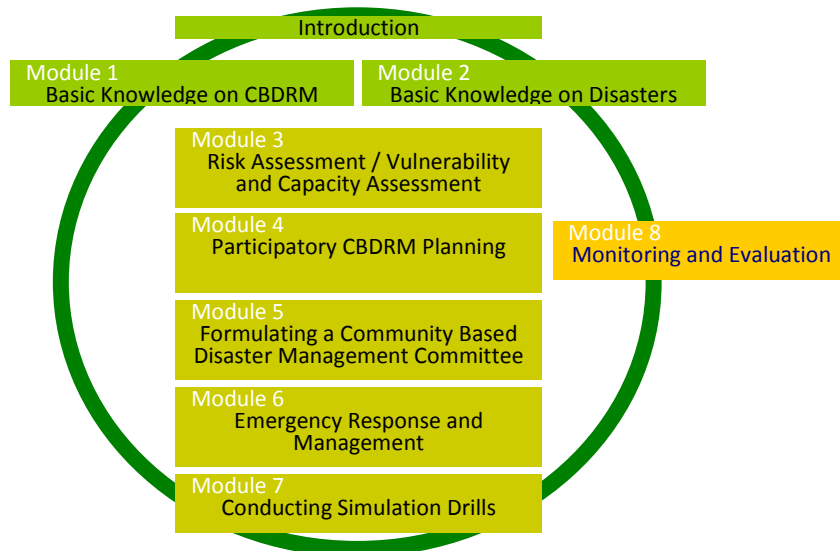 Introduction
Module 1
Basic Knowledge on CBDRM
Module 2
Basic Knowledge on Disasters
Module 3
Risk Assessment / Vulnerability
and Capacity Assessment
Module 4
Participatory CBDRM Planning
Module 8
Monitoring and Evaluation
Module 5
Formulating a Community Based
Disaster Management Committee
Module 6
Emergency Response and
Management
Module 7
Conducting Simulation Drills